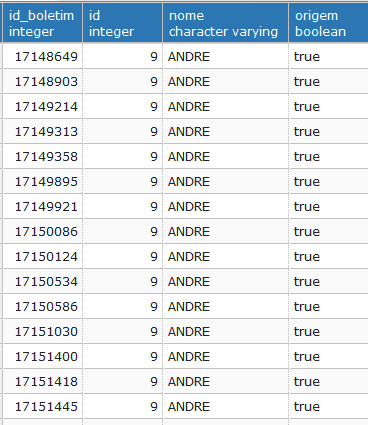 id_boletim id nome origem
integer integer character varying boolean
17148649 9 ANDRE true
17148903 9 ANDRE true
17149214 9 ANDRE true
17149313 9 ANDRE true
17149358 9 ANDRE true
17149895 9 ANDRE true
17149921 9 ANDRE true
17150086 9 ANDRE true
17150124 9 ANDRE true
17150534 9 ANDRE true
17150586 9 ANDRE true
17151030 9 ANDRE true
17151400 9 ANDRE true
17151418 9 ANDRE true
17151445 9 ANDRE true